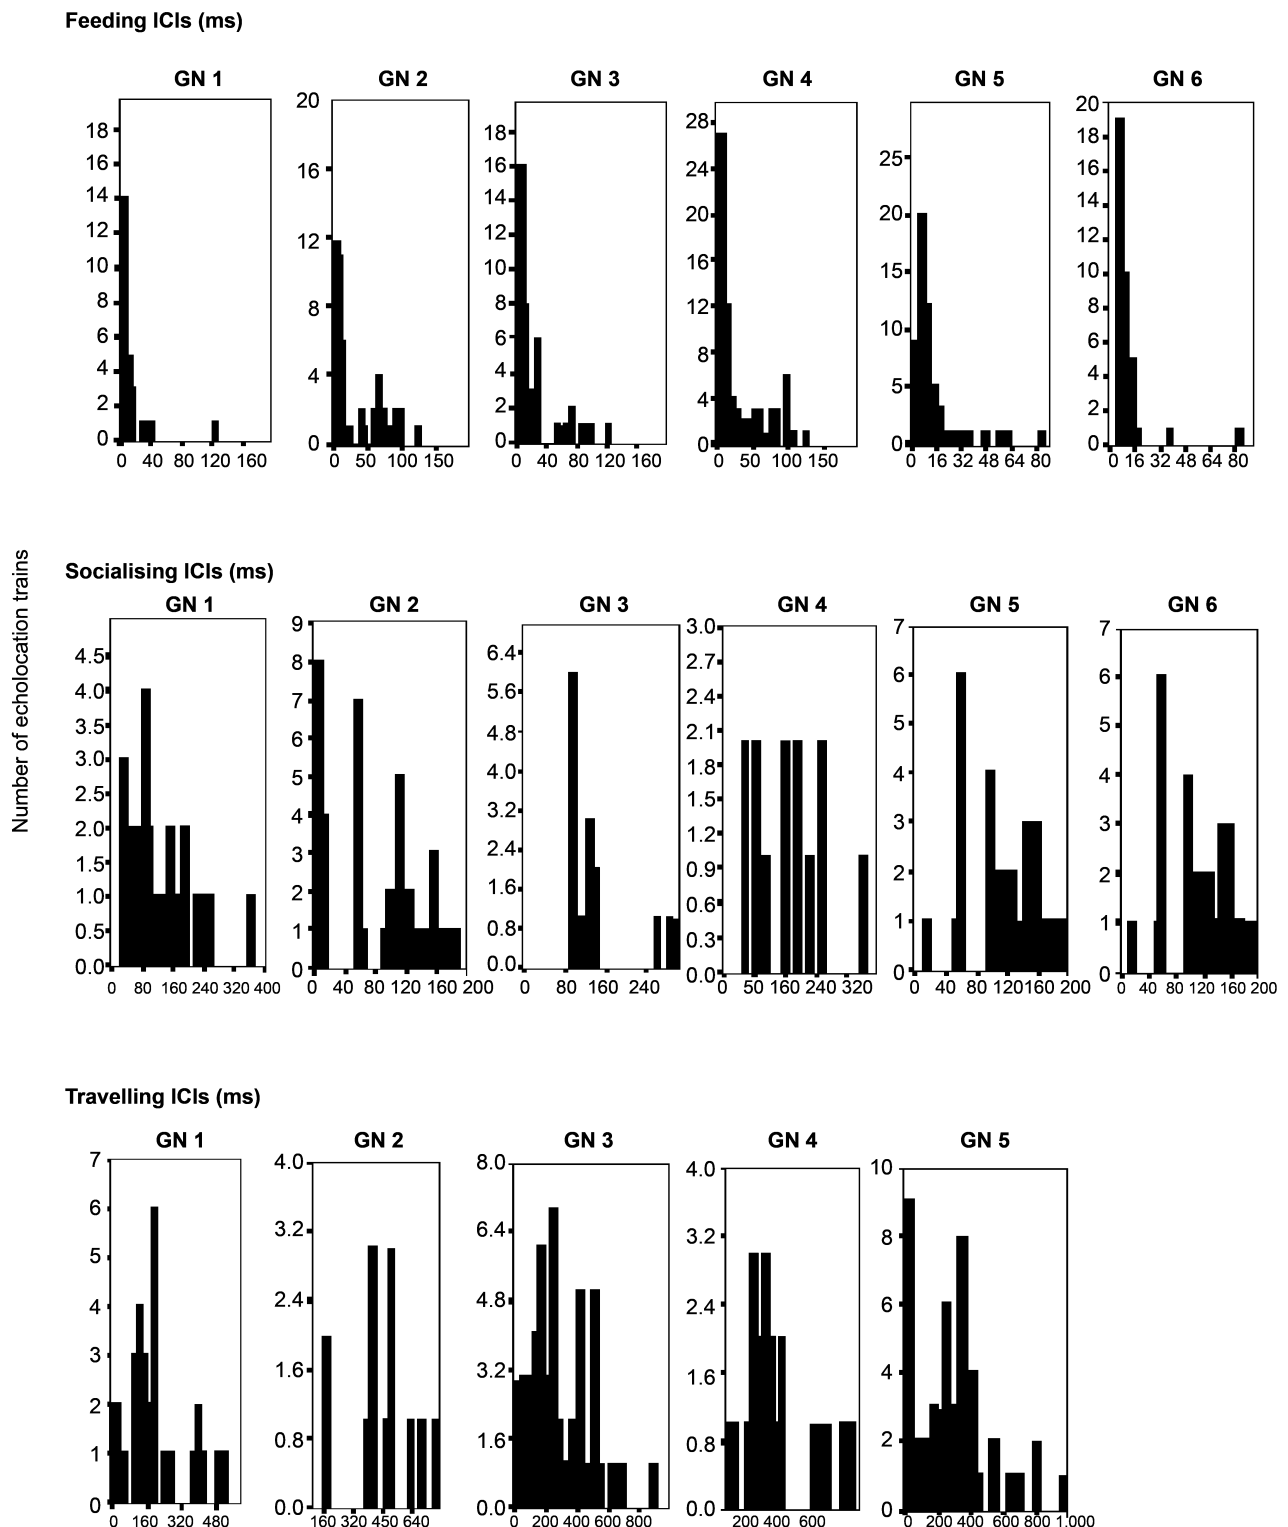 Feeding ICIs (ms)
GN 1 GN 2 GN 3 GN 4 GN 5 GN 6
18 16 14 12 10 8 6 4 2 0
0 40 80 120 160
20 16 12 8 4 0
0 50 100 150
18 16 14 12 10 8 6 4 2 0
0 40 80 120 160
28 24 20 16 12 8 4 0
0 50 100 150
25 20 15 10 5 0
0 16 32 48 64 80
20 18 16 14 12 10 8 6 4 2 0
0 16 32 48 64 80
Number of echolocation trains
Socialising ICIs (ms)
GN 1 GN 2 GN 3 GN 4 GN 5 GN 6
4.5 4.0 3.5 3.0 2.5 2.0 1.5 1.0 0.5 0.0
0 80 160 240 320 400
9 8 7 6 5 4 3 2 1 0
0 40 80 120 160 200
6.4 5.6 4.8 4.0 3.2 2.4 1.6 0.8 0.0
0 80 160 240
3.0 2.7 2.4 2.1 1.8 1.5 1.2 0.9 0.6 0.3 0.0
0 50 160 240 320
7 6 5 4 3 2 1 0
0 40 80 120 160 200
7 6 5 4 3 2 1 0
0 40 80 120 160 200
Travelling ICIs (ms)
GN 1 GN 2 GN 3 GN 4 GN 5
7 6 5 4 3 2 1 0
0 160 320 480
4.0 3.2 2.4 1.6 0.8 0.0
160 320 450 640
8.0 6.4 4.8 3.2 1.6 0.0
0 200 400 600 800
4.0 3.2 2.4 1.6 0.8 0.0
200 400 600
10 8 6 4 2 0
0 200 400 600 800 1 000